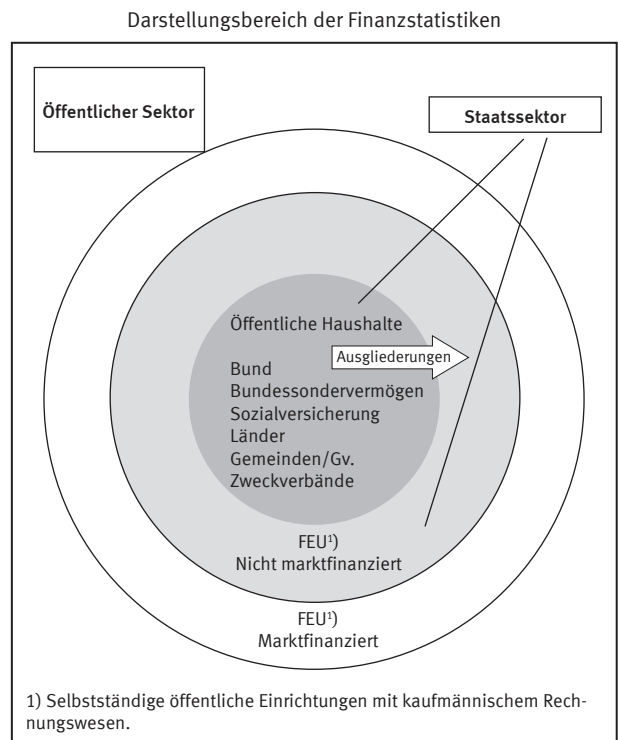 Darstellungsbereich der Finanzstatistiken
Öffentlicher Sektor
Staatssektor
Öffentliche Haushalte
Ausgliederungen
Bund
Bundessondervermögen
Sozialversicherung
Länder
Gemeinden/Gv.
Zweckverbände
FEU¹)
Nicht marktfinanziert
FEU¹)
Marktfinanziert
1) Selbstständige öffentliche Einrichtungen mit kaufmännischem Rech-
nungswesen.